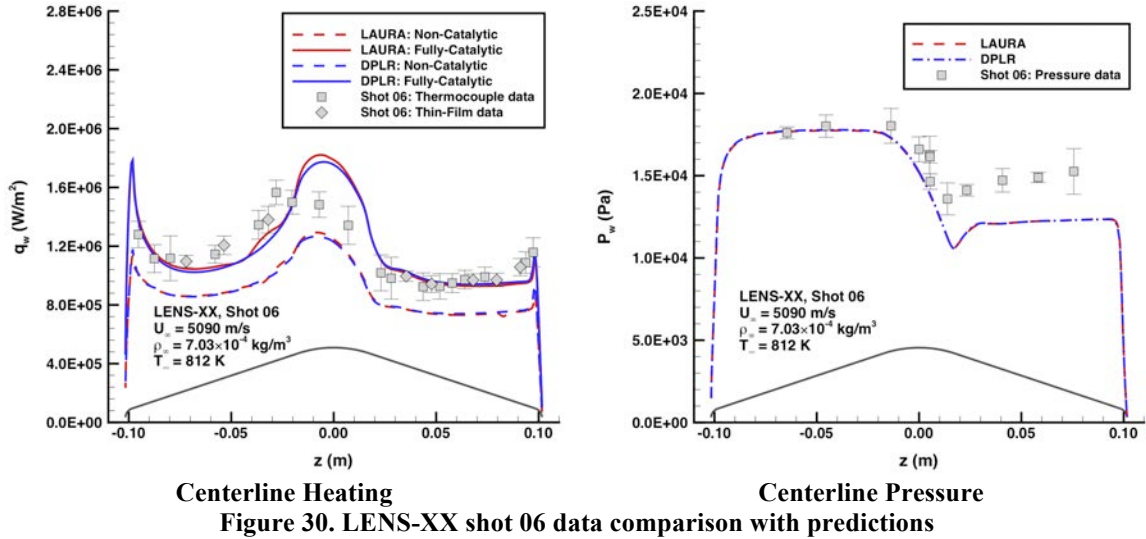 2.8E+06
2.4E+06
2.0E+06
1.6E+06
1.2E+06
8.0E+05
4.0E+05
0.0E+00
q_w (W/m²)
LAURA: Non-Catalytic
LAURA: Fully-Catalytic
DPLR: Non-Catalytic
DPLR: Fully-Catalytic
Shot 06: Thermocouple data
Shot 06: Thin-Film data
LENS-XX, Shot 06
U_∞ = 5090 m/s
ρ_∞ = 7.03×10⁻⁴ kg/m³
T_∞ = 812 K
-0.10 -0.05 0.00 0.05 0.10
z (m)
2.5E+04
2.0E+04
1.5E+04
1.0E+04
5.0E+03
0.0E+00
P_w (Pa)
LAURA
DPLR
Shot 06: Pressure data
LENS-XX, Shot 06
U_∞ = 5090 m/s
ρ_∞ = 7.03×10⁻⁴ kg/m³
T_∞ = 812 K
-0.10 -0.05 0.00 0.05 0.10
z (m)
Centerline Heating Centerline Pressure
Figure 30. LENS-XX shot 06 data comparison with predictions